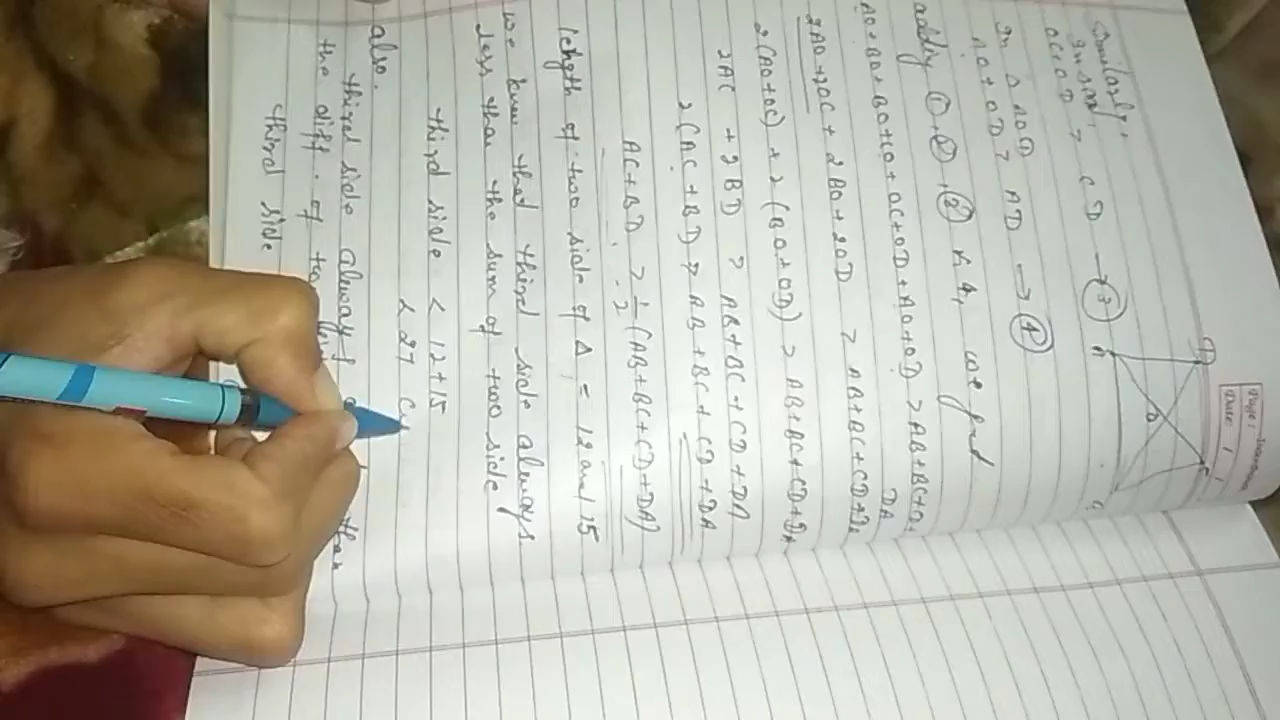 Page:
Date: / /
D
A
O
C
Similarly,
In
OC+OD > CD → ③
In Δ AOD
AO + OD > AD → ④
adding ①, ②, ③ & 4, we find
AO+BO+BO+CO+OC+OD+AO+OD > AB+BC+CD+
DA
2AO+2OC+2BO+2OD > AB+BC+CD+DA
2(AO+OC)+2(BO+OD) > AB+BC+CD+DA
2AC + 2BD > AB+BC+CD+DA
2(AC+BD) > AB+BC+CD+DA
AC+BD > 1/2 (AB+BC+CD+DA)
length of two side of Δ = 12 and 15
we know that third side always
less than the sum of two side
third side < 12+15
< 27 c
also.
third side always
the diff. of
third side